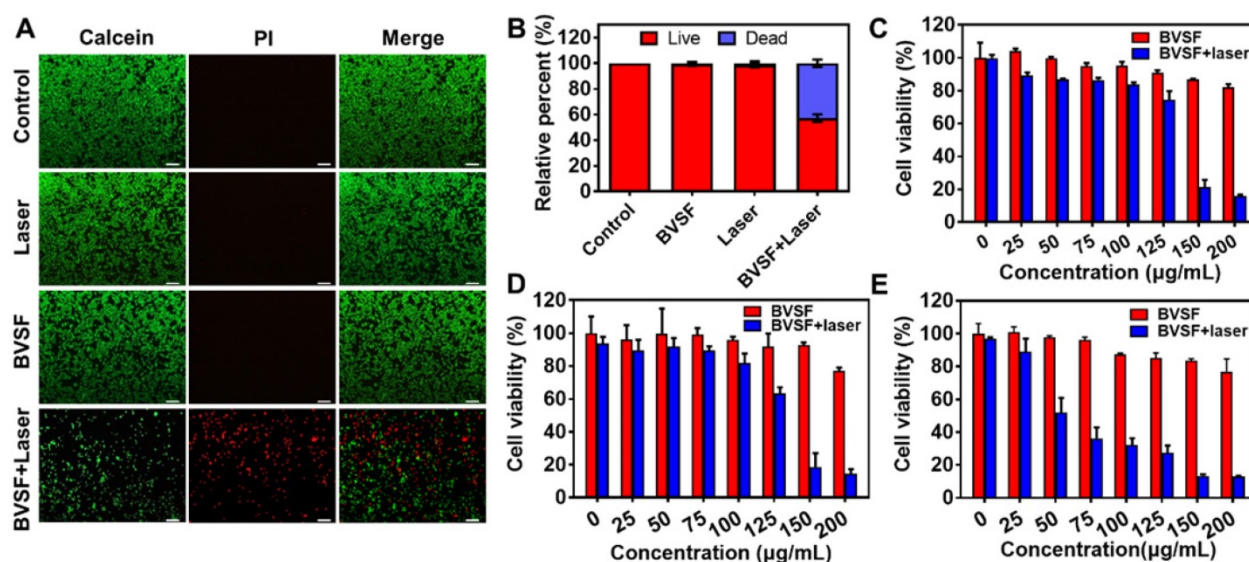 A
Calcein PI Merge
Control
Laser
BVSF
BVSF+Laser
B
Live Dead
Relative percent (%)
120
100
80
60
40
20
0
Control BVSF Laser BVSF+Laser
C
BVSF
BVSF+laser
Cell viability (%)
120
100
80
60
40
20
0
0 25 50 75 100 125 150 200
Concentration (µg/mL)
D
BVSF
BVSF+laser
Cell viability (%)
120
100
80
60
40
20
0
0 25 50 75 100 125 150 200
Concentration (µg/mL)
E
BVSF
BVSF+laser
Cell viability (%)
120
100
80
60
40
20
0
0 25 50 75 100 125 150 200
Concentration(µg/mL)